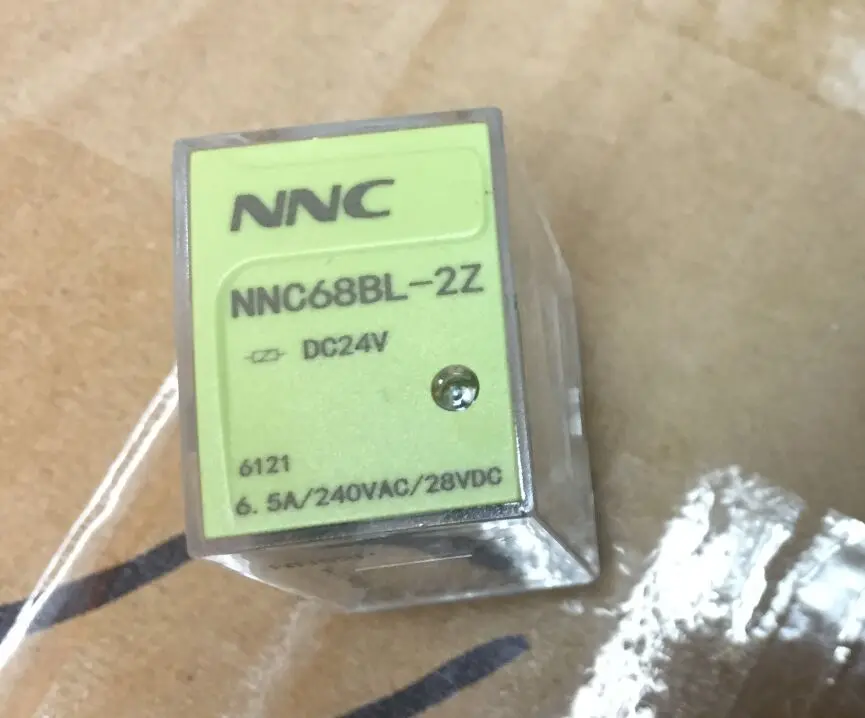 NNC
NNC68BL-2Z
DC24V
6121
6.5A/240VAC/28VDC